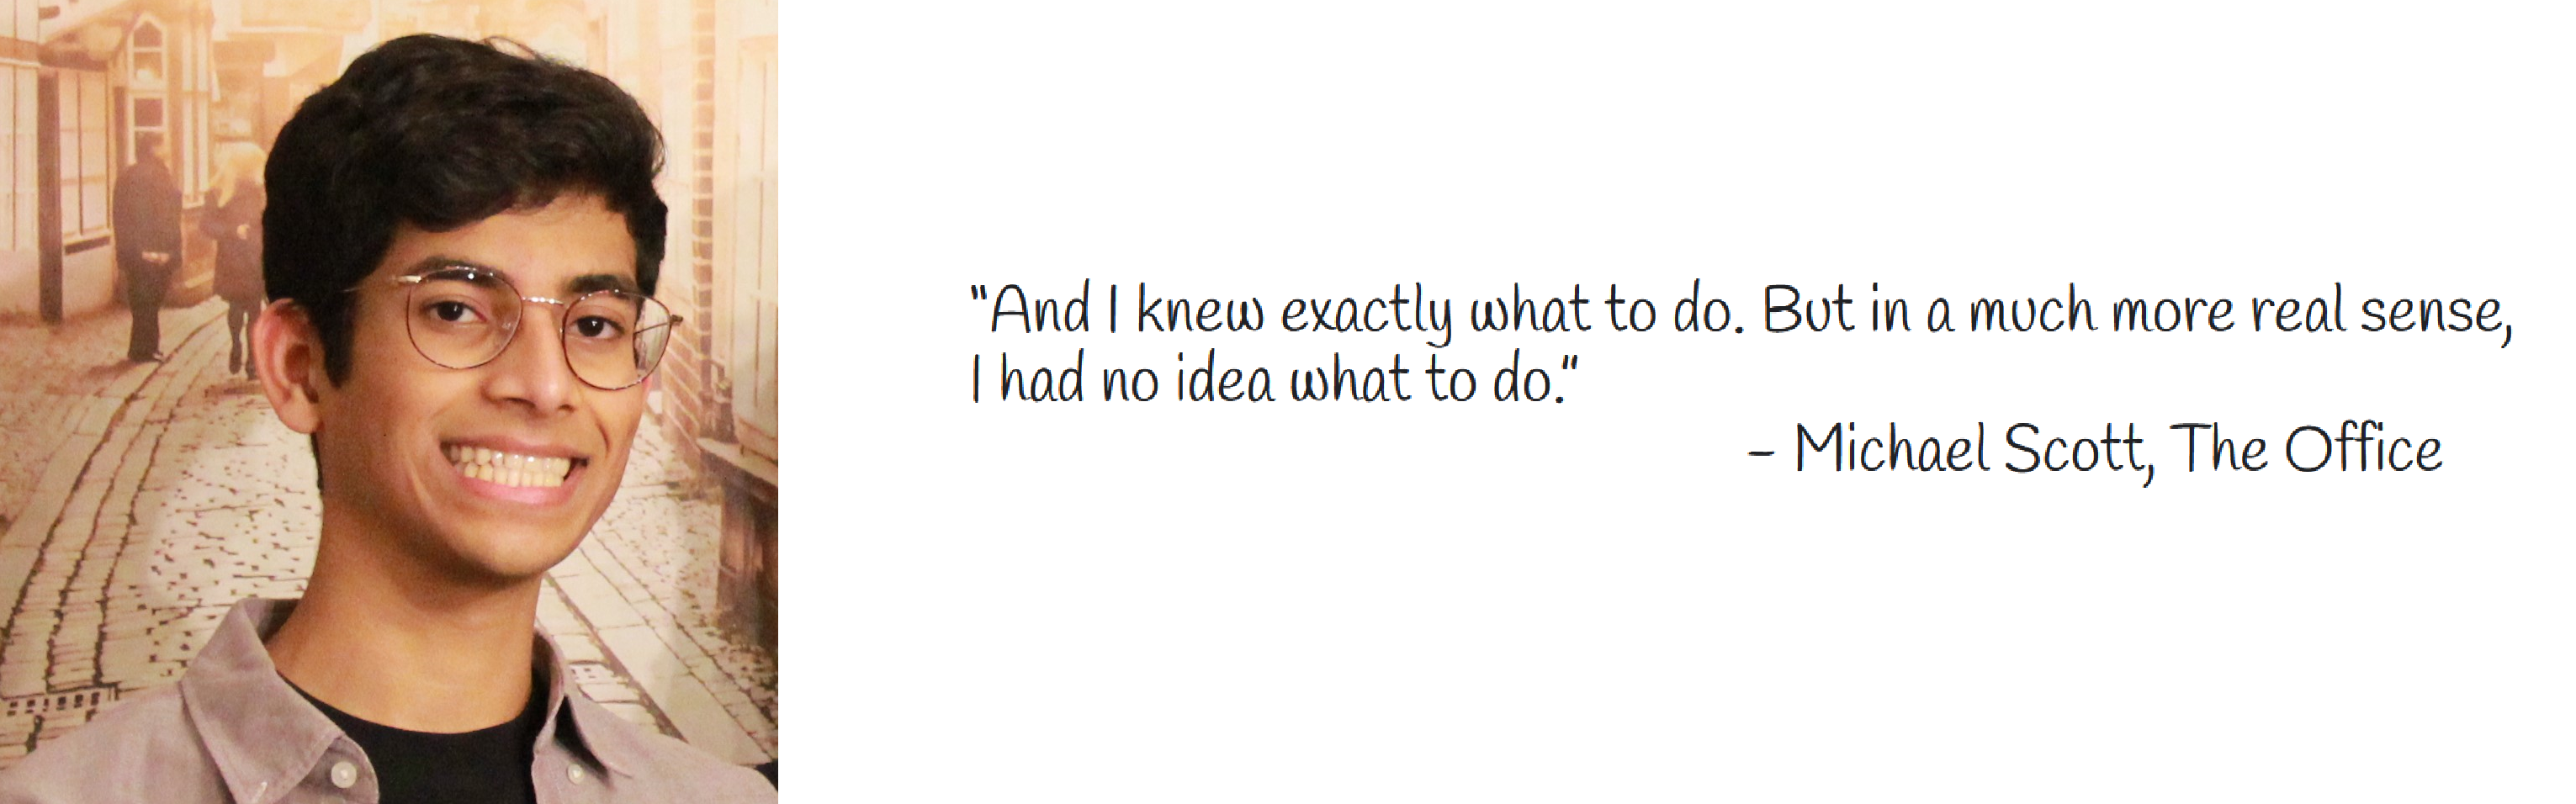 "And I knew exactly what to do. But in a much more real sense,
I had no idea what to do."
- Michael Scott, The Office